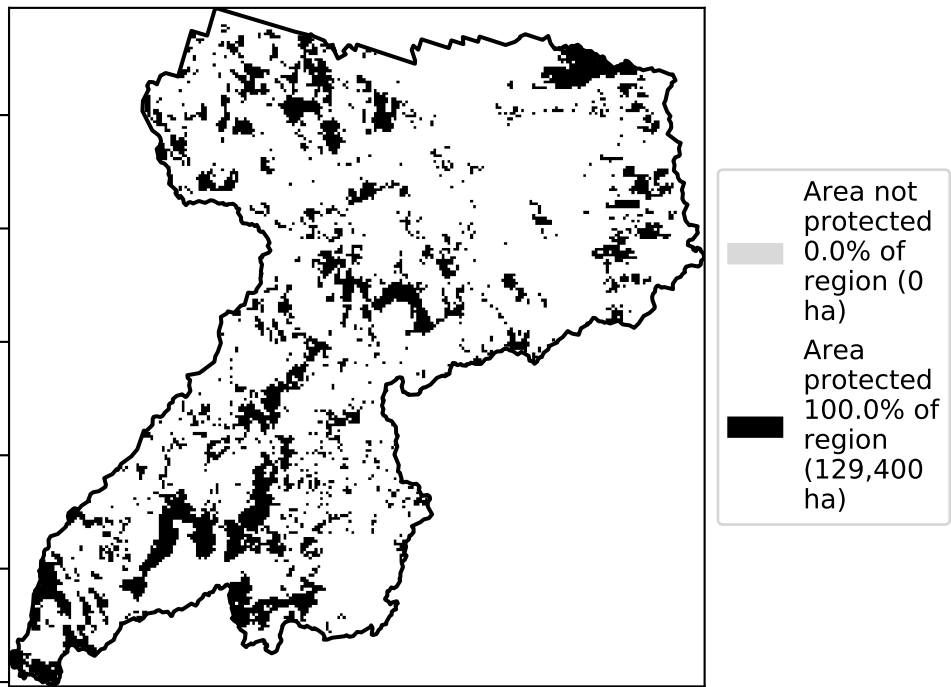 Area not
protected
0.0% of
region (0
ha)
Area
protected
100.0% of
region
(129,400
ha)